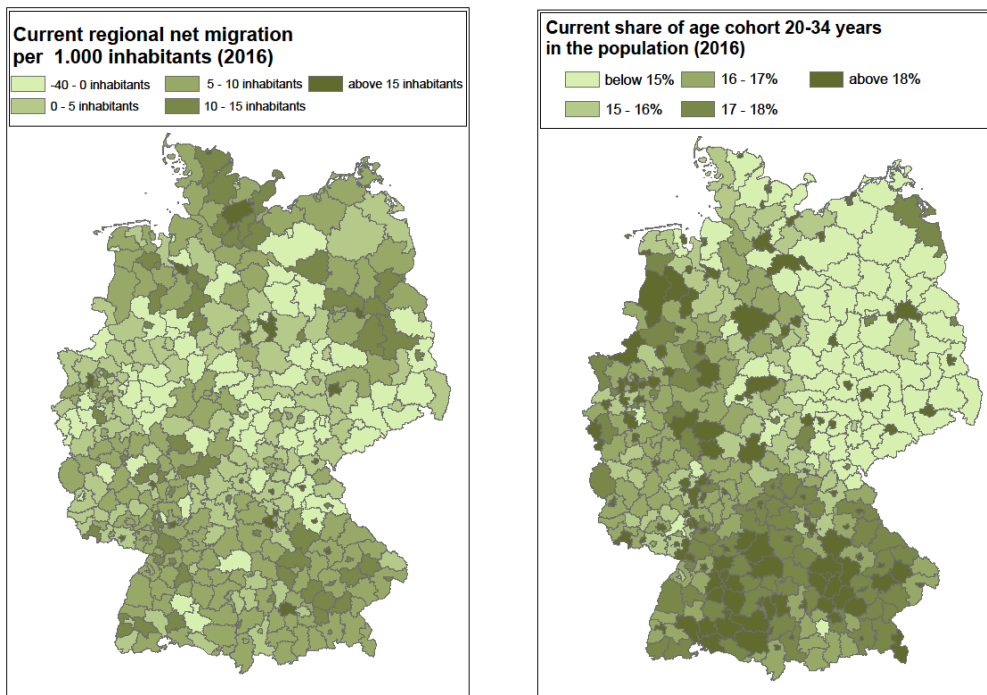 Current regional net migration
per 1.000 inhabitants (2016)
-40 - 0 inhabitants
5 - 10 inhabitants
above 15 inhabitants
0 - 5 inhabitants
10 - 15 inhabitants
Current share of age cohort 20-34 years
in the population (2016)
below 15%
16 - 17%
above 18%
15 - 16%
17 - 18%